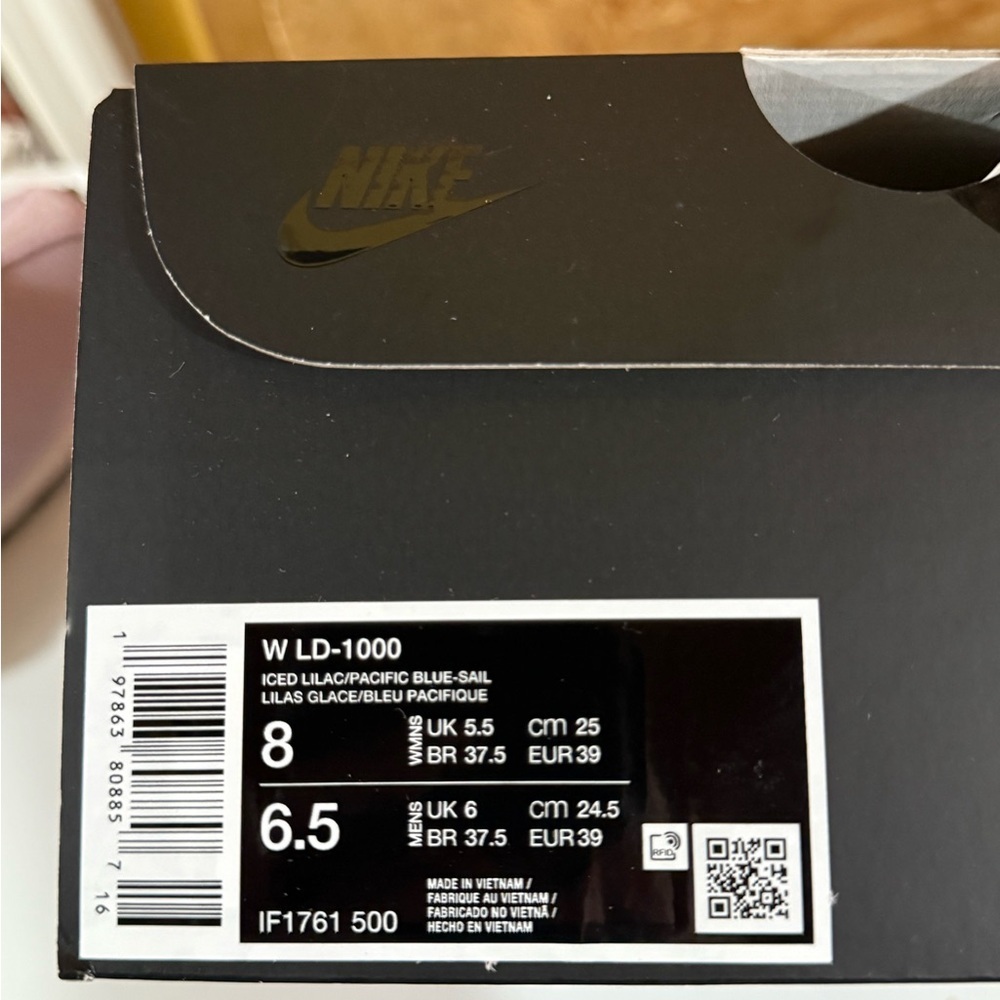 NIKE
W LD-1000
ICED LILAC/PACIFIC BLUE-SAIL
LILAS GLACE/BLEU PACIFIQUE
8 WMNS UK 5.5 cm 25
BR 37.5 EUR 39
6.5 MENS UK 6 cm 24.5
BR 37.5 EUR 39
IF1761 500
MADE IN VIETNAM /
FABRIQUE AU VIETNAM /
FABRICADO NO VIETNÃ /
HECHO EN VIETNAM
RFID
1 97863 80885 7 16